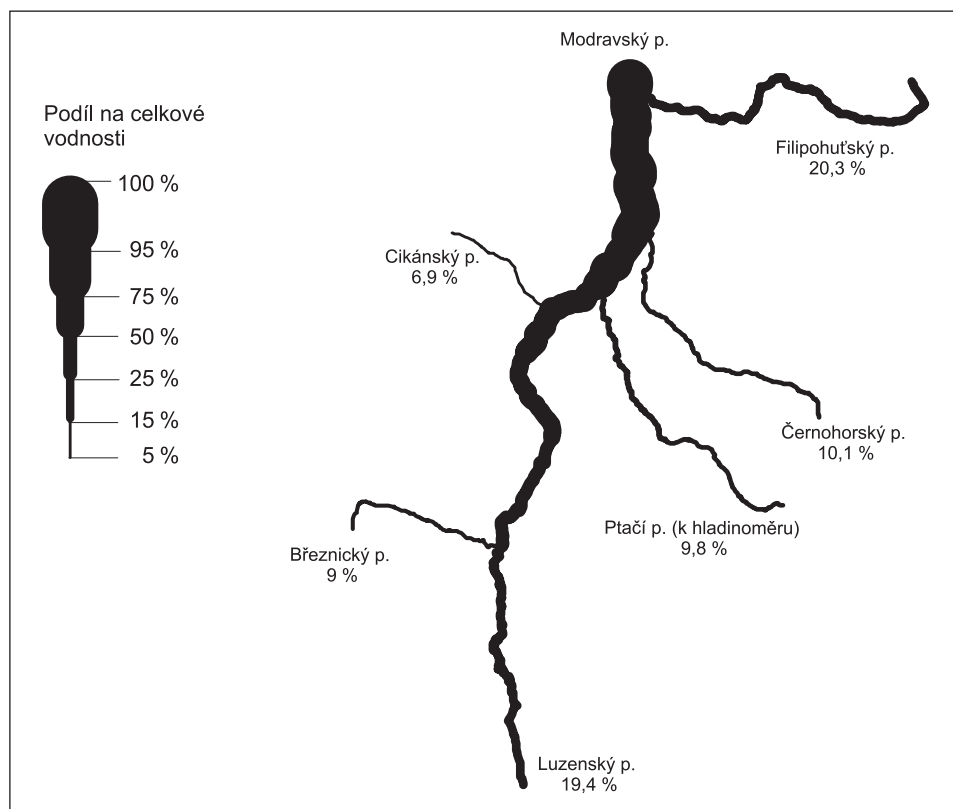 Modravský p.
Podíl na celkové
vodnosti
100 %
95 %
75 %
50 %
25 %
15 %
5 %
Filipohuťský p.
20,3 %
Cikánský p.
6,9 %
Černohorský p.
10,1 %
Ptačí p. (k hladinoměru)
9,8 %
Březnický p.
9 %
Luzenský p.
19,4 %